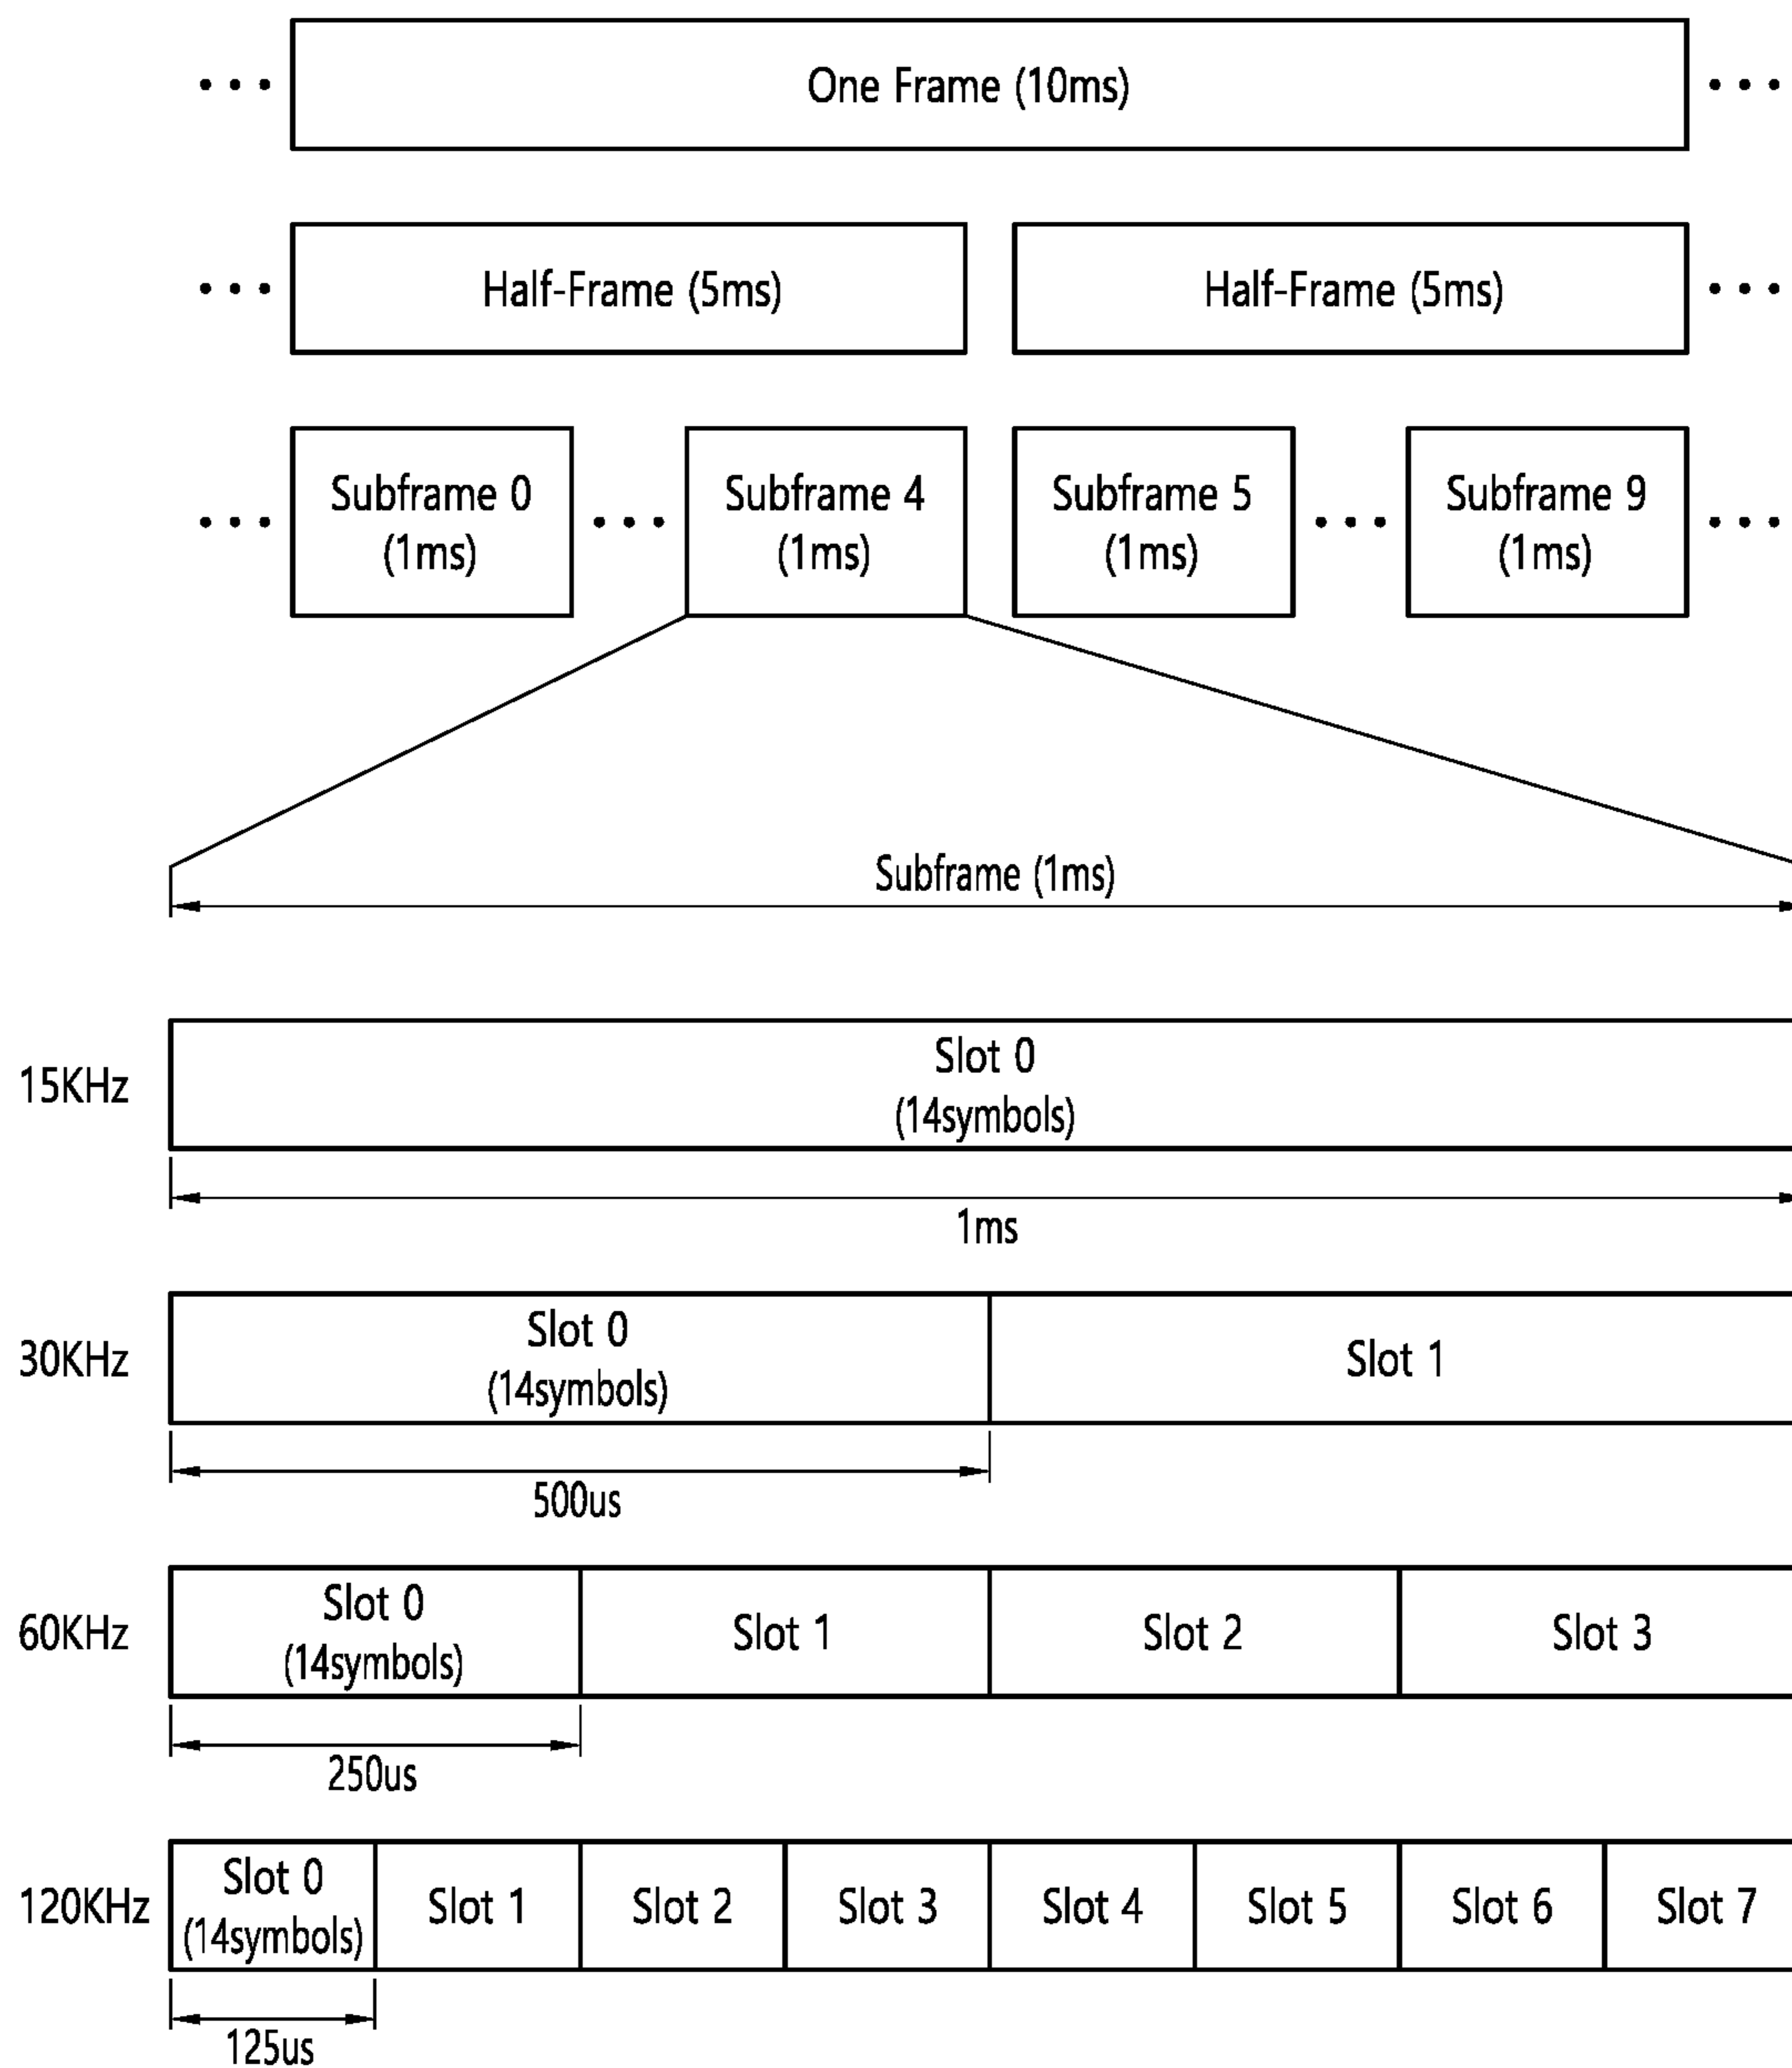 One Frame (10ms)
Half-Frame (5ms) Half-Frame (5ms)
Subframe 0
(1ms)
Subframe 4
(1ms)
Subframe 5
(1ms)
Subframe 9
(1ms)
Subframe (1ms)
15KHz
Slot 0
(14symbols)
1ms
30KHz
Slot 0
(14symbols)
Slot 1
500us
60KHz
Slot 0
(14symbols)
Slot 1
Slot 2
Slot 3
250us
120KHz
Slot 0
(14symbols)
Slot 1
Slot 2
Slot 3
Slot 4
Slot 5
Slot 6
Slot 7
125us